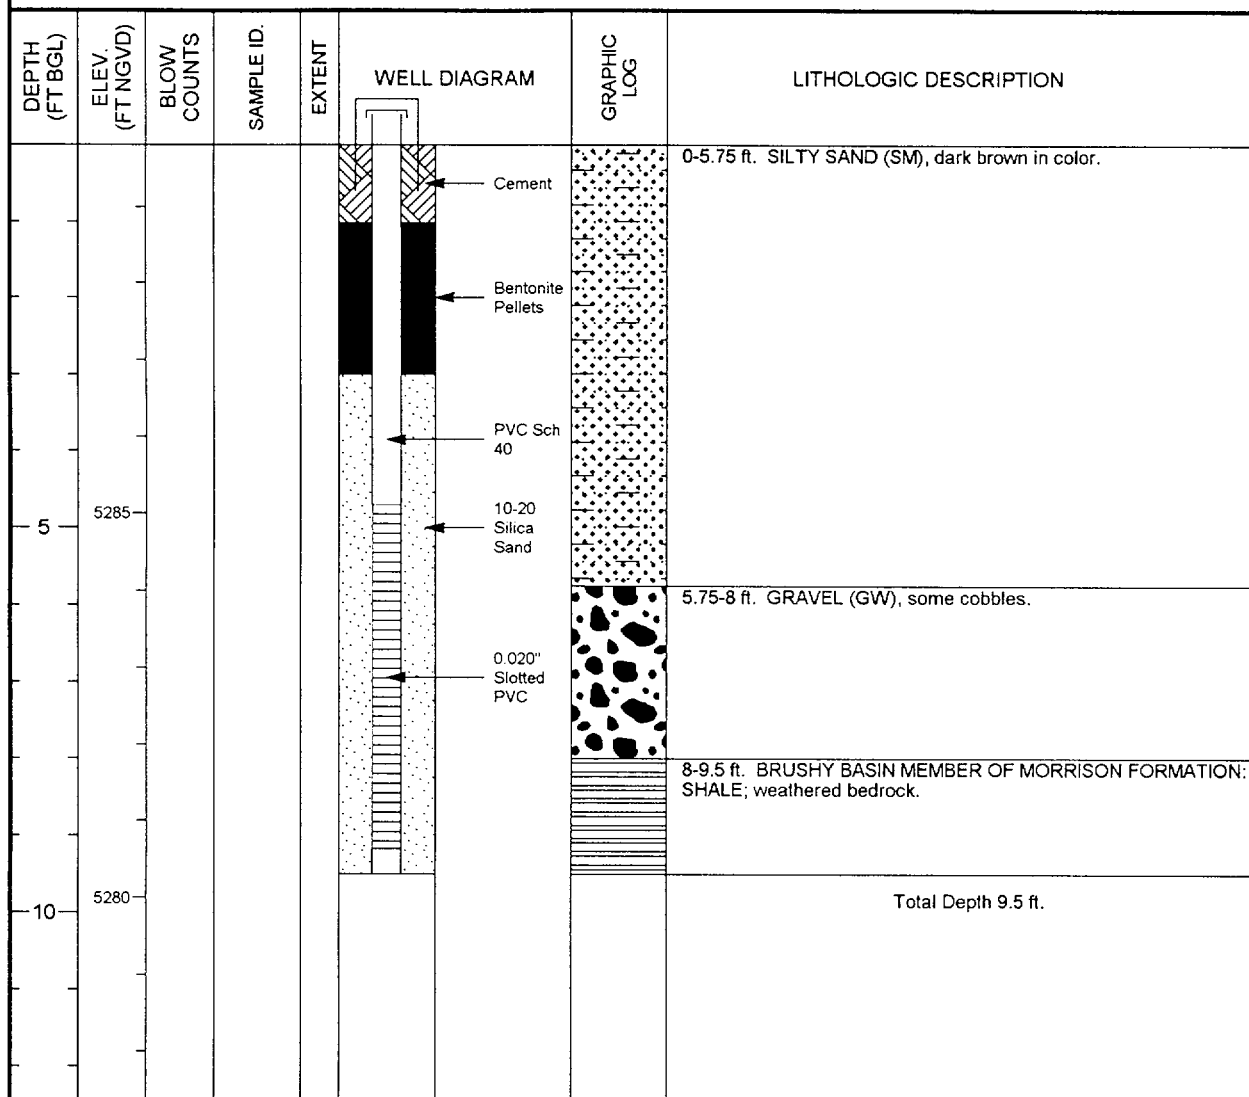 DEPTH
(FT BGL)
ELEV.
(FT NGVD)
BLOW
COUNTS
SAMPLE ID.
EXTENT
WELL DIAGRAM
GRAPHIC
LOG
LITHOLOGIC DESCRIPTION
0-5.75 ft. SILTY SAND (SM), dark brown in color.
Cement
Bentonite
Pellets
PVC Sch
40
5285
5
10-20
Silica
Sand
5.75-8 ft. GRAVEL (GW), some cobbles.
0.020"
Slotted
PVC
8-9.5 ft. BRUSHY BASIN MEMBER OF MORRISON FORMATION:
SHALE; weathered bedrock.
5280
10
Total Depth 9.5 ft.